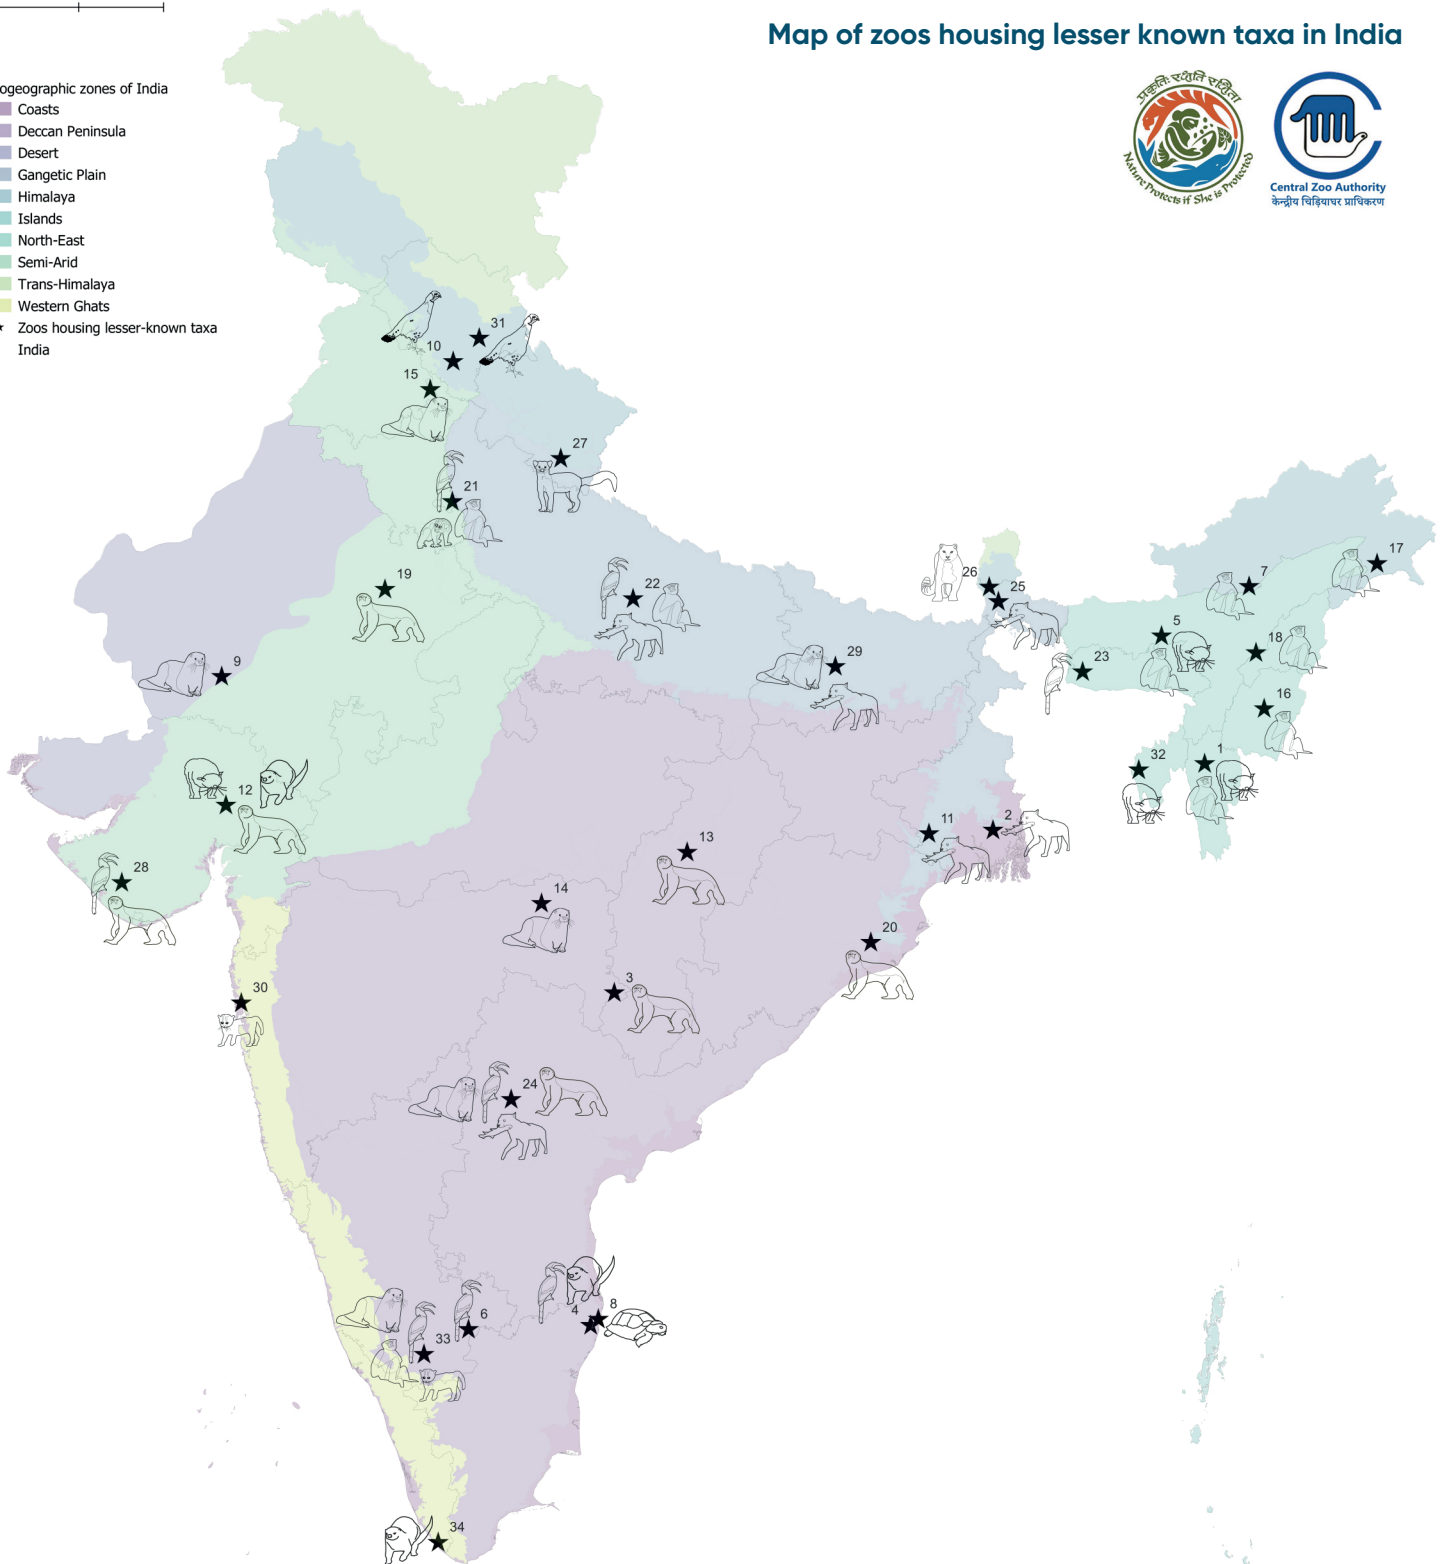 Map of zoos housing lesser known taxa in India
प्रकृतिः रक्षति रक्षिता
Nature Protects if She is Protected
Central Zoo Authority
केन्द्रीय चिड़ियाघर प्राधिकरण
ogeographic zones of India
Coasts
Deccan Peninsula
Desert
Gangetic Plain
Himalaya
Islands
North-East
Semi-Arid
Trans-Himalaya
Western Ghats
Zoos housing lesser-known taxa
India
31
10
15
27
21
19
22
26
25
17
7
5
18
23
29
9
16
32
1
12
11
2
13
28
14
20
3
30
24
6
4
8
33
34